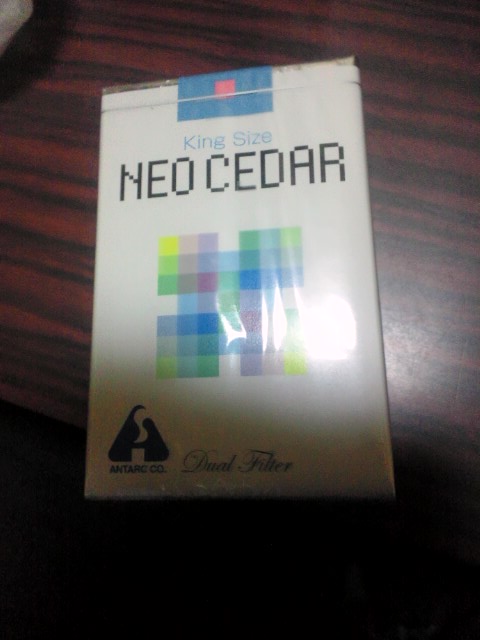 King Size
NEO CEDAR
ANTARC CO.
Dual Filter